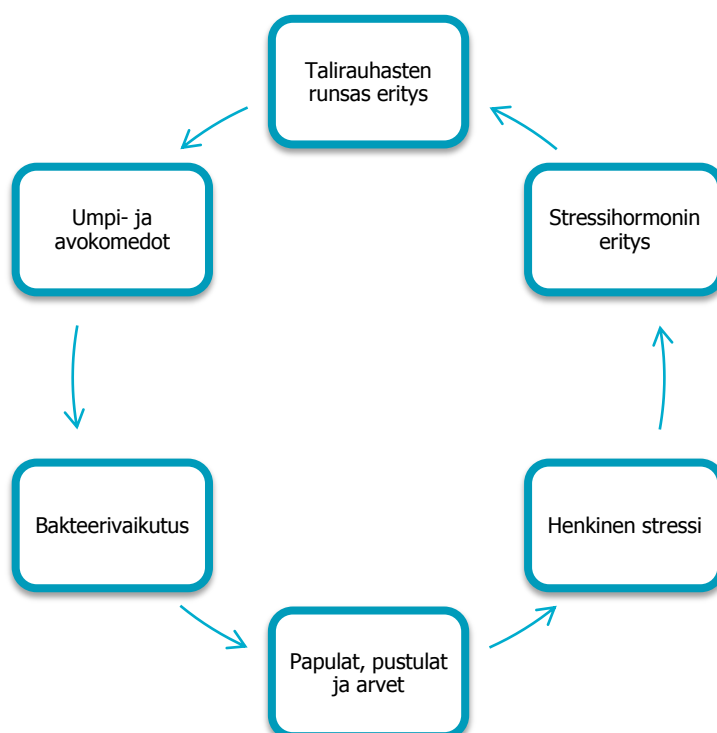 Talirauhasten
runsas eritys
Umpi- ja
avokomedot
Stressihormonin
eritys
Bakteerivaikutus
Henkinen stressi
Papulat, pustulat
ja arvet